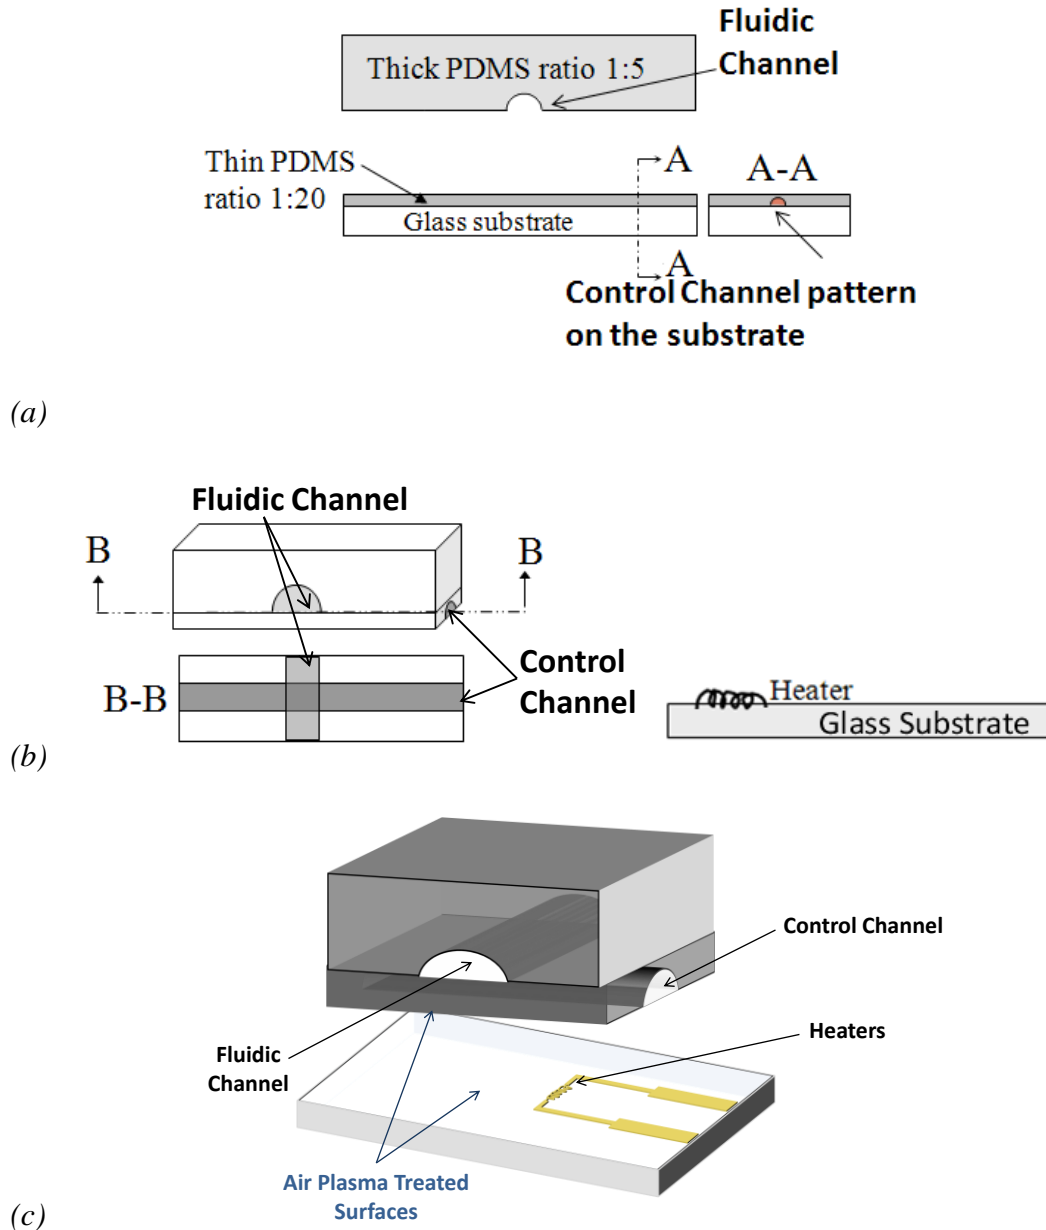 Fluidic
Channel
Thick PDMS ratio 1:5
A
A-A
Thin PDMS
ratio 1:20
Glass substrate
A
Control Channel pattern
on the substrate
(a)
Fluidic Channel
B
B
Control
Channel
B-B
Heater
Glass Substrate
(b)
Control Channel
Heaters
Fluidic
Channel
Air Plasma Treated
Surfaces
(c)